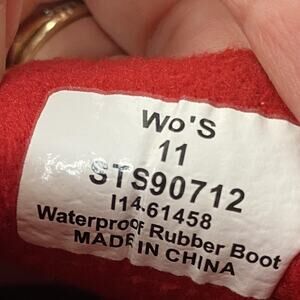 Wo'S
11
STS90712
I14-61458
Waterproof Rubber Boot
MADE IN CHINA